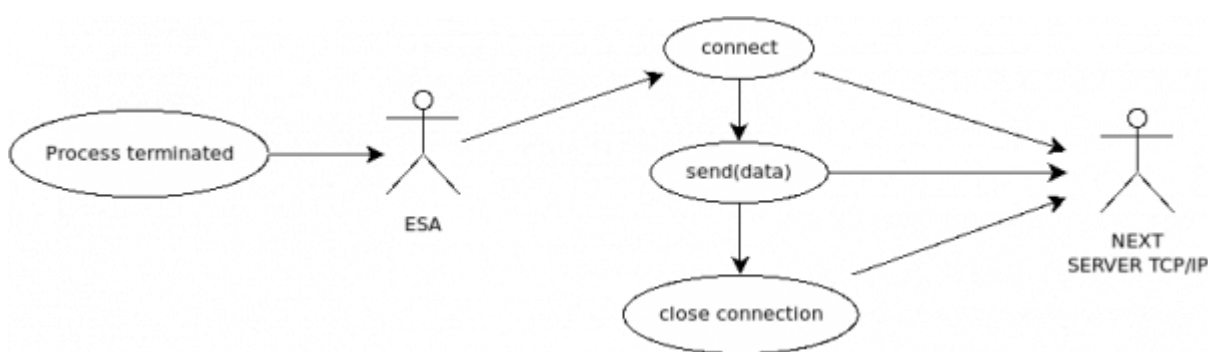 connect
Process terminated
send(data)
ESA
NEXT
SERVER TCP/IP
close connection